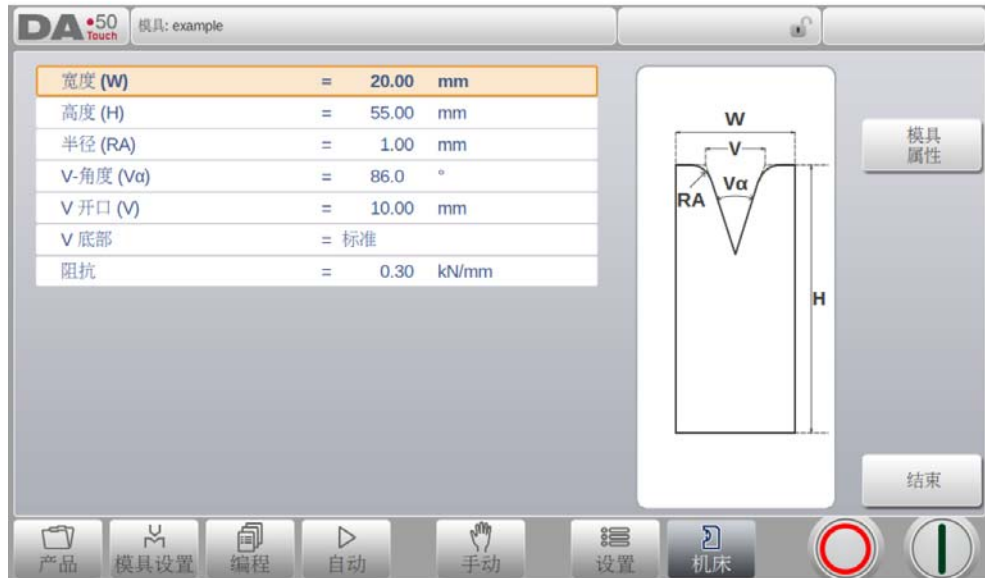 DA•50
Touch
模具: example
宽度 (W) = 20.00 mm
高度 (H) = 55.00 mm
半径 (RA) = 1.00 mm
V-角度 (Vα) = 86.0 °
V 开口 (V) = 10.00 mm
V 底部 = 标准
阻抗 = 0.30 kN/mm
W
V
Vα
RA
H
模具
属性
结束
产品
模具设置
编程
自动
手动
设置
机床